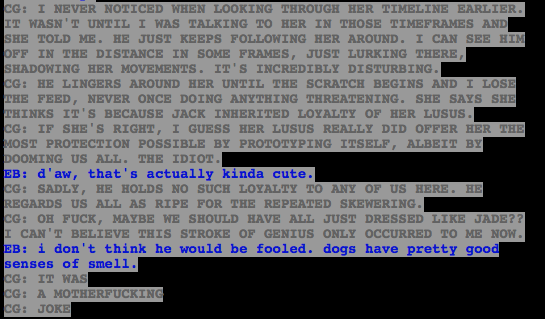 CG: I NEVER NOTICED WHEN LOOKING THROUGH HER TIMELINE EARLIER.
IT WASN'T UNTIL I WAS TALKING TO HER IN THOSE TIMEFRAMES AND
SHE TOLD ME. HE JUST KEEPS FOLLOWING HER AROUND. I CAN SEE HIM
OFF IN THE DISTANCE IN SOME FRAMES, JUST LURKING THERE,
SHADOWING HER MOVEMENTS. IT'S INCREDIBLY DISTURBING.
CG: HE LINGERS AROUND HER UNTIL THE SCRATCH BEGINS AND I LOSE
THE FEED, NEVER ONCE DOING ANYTHING THREATENING. SHE SAYS SHE
THINKS IT'S BECAUSE JACK INHERITED LOYALTY OF HER LUSUS.
CG: IF SHE'S RIGHT, I GUESS HER LUSUS REALLY DID OFFER HER THE
MOST PROTECTION POSSIBLE BY PROTOTYPING ITSELF, ALBEIT BY
DOOMING US ALL. THE IDIOT.
EB: d'aw, that's actually kinda cute.
CG: SADLY, HE HOLDS NO SUCH LOYALTY TO ANY OF US HERE. HE
REGARDS US ALL AS RIPE FOR THE REPEATED SKEWERING.
CG: OH FUCK, MAYBE WE SHOULD HAVE ALL JUST DRESSED LIKE JADE??
I CAN'T BELIEVE THIS STROKE OF GENIUS ONLY OCCURRED TO ME NOW.
EB: i don't think he would be fooled. dogs have pretty good
senses of smell.
CG: IT WAS
CG: A MOTHERFUCKING
CG: JOKE